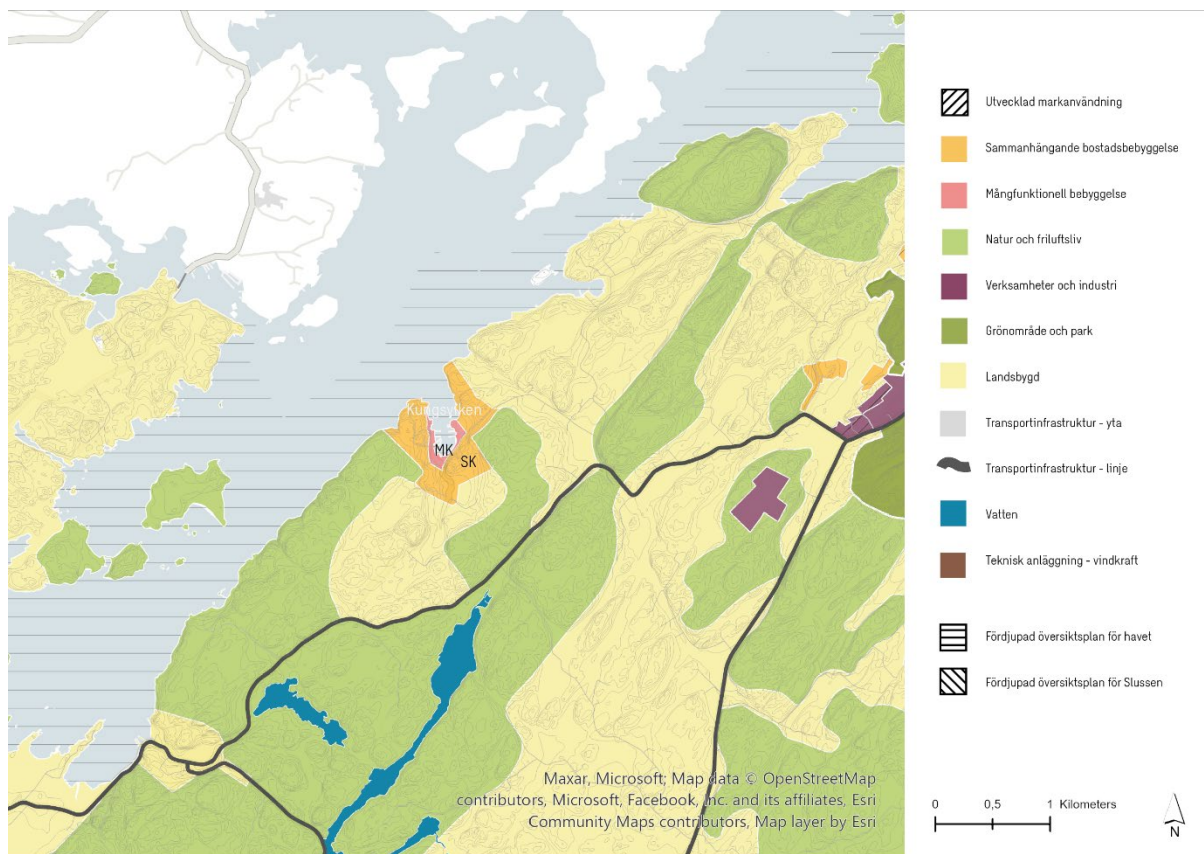 Kungsviken
MK
SK
Maxar, Microsoft; Map data © OpenStreetMap
contributors, Microsoft, Facebook, Inc. and its affiliates, Esri
Community Maps contributors, Map layer by Esri
Utvecklad markanvändning
Sammanhängande bostadsbebyggelse
Mångfunktionell bebyggelse
Natur och friluftsliv
Verksamheter och industri
Grönområde och park
Landsbygd
Transportinfrastruktur - yta
Transportinfrastruktur - linje
Vatten
Teknisk anläggning - vindkraft
Fördjupad översiktsplan för havet
Fördjupad översiktsplan för Slussen
0 0,5 1 Kilometers
N